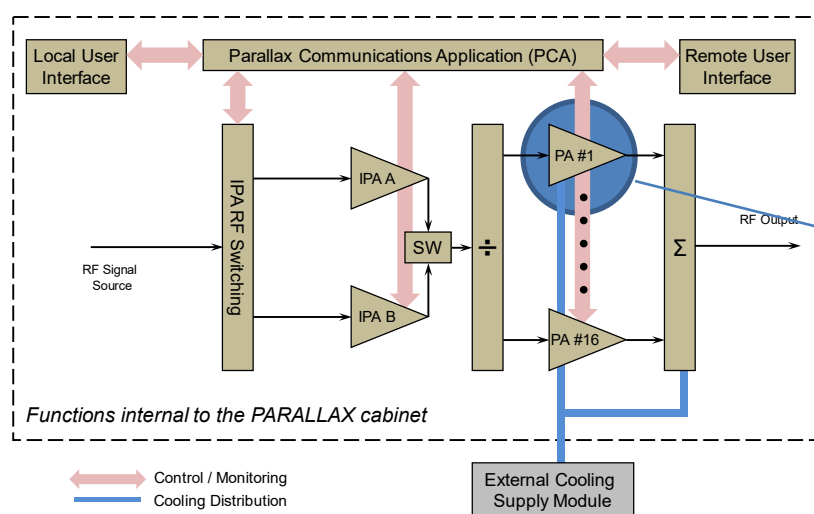 Local User
Interface
Parallax Communications Application (PCA)
Remote User
Interface
IPA RF Switching
IPA A
PA #1
RF Signal
Source
SW
÷
Σ
RF Output
IPA B
PA #16
Functions internal to the PARALLAX cabinet
Control / Monitoring
Cooling Distribution
External Cooling
Supply Module